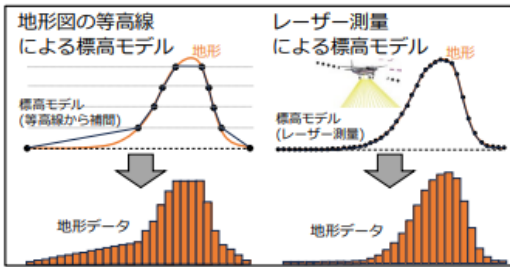 地形図の等高線
による標高モデル
地形
標高モデル
(等高線から補間)
地形データ
レーザー測量
による標高モデル
地形
標高モデル
(レーザー測量)
地形データ